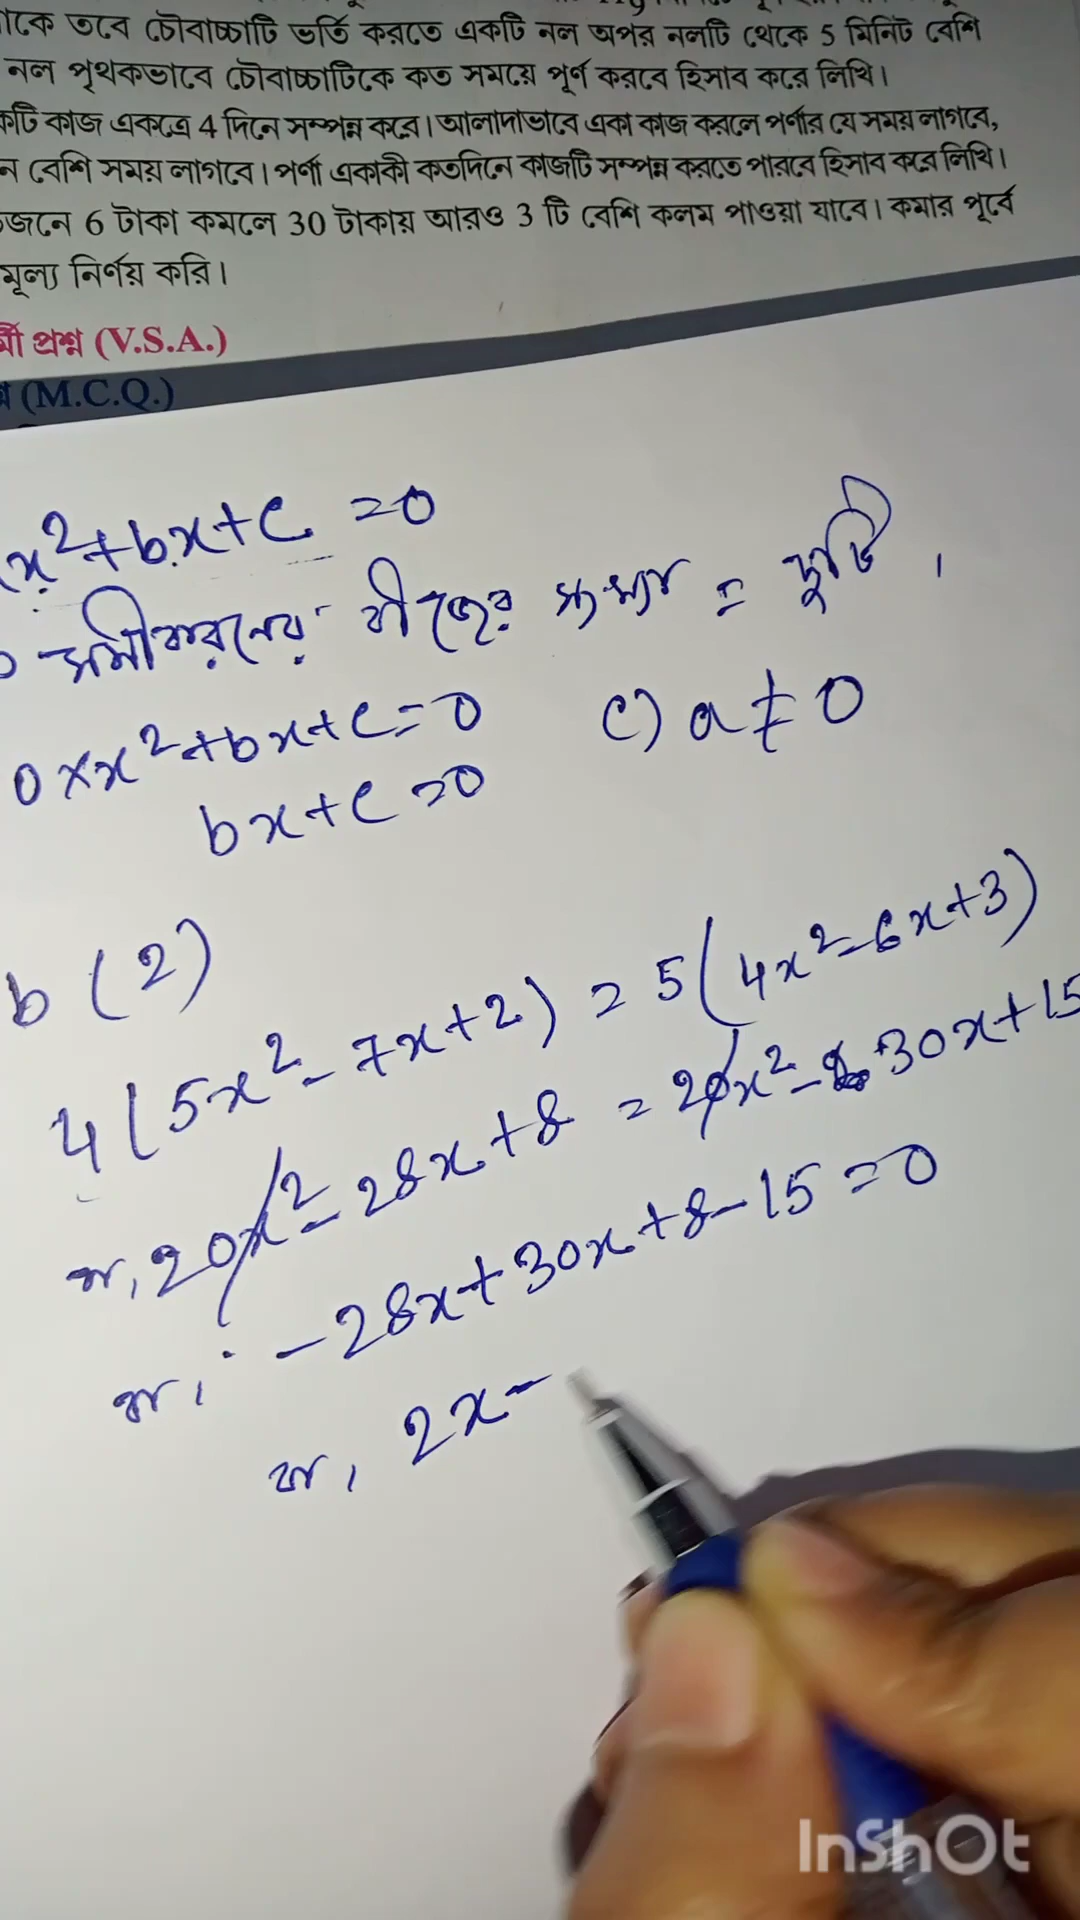 থাকে তবে চৌবাচ্চাটি ভর্তি করতে একটি নল অপর নলটি থেকে 5 মিনিট বেশি
নল পৃথকভাবে চৌবাচ্চাটিকে কত সময়ে পূর্ণ করবে হিসাব করে লিখি।
কটি কাজ একত্রে 4 দিনে সম্পন্ন করে। আলাদাভাবে একা কাজ করলে পর্ণার যে সময় লাগবে,
ন বেশি সময় লাগবে। পর্ণা একাকী কতদিনে কাজটি সম্পন্ন করতে পারবে হিসাব করে লিখি।
ডজনে 6 টাকা কমলে 30 টাকায় আরও 3 টি বেশি কলম পাওয়া যাবে। কমার পূর্বে
মূল্য নির্ণয় করি।
র্মী প্রশ্ন (V.S.A.)
(M.C.Q.)
x²+bx+c =0
সমীকরনের বীজের সংখ্যা = দুটি।
0×x²+bx+c=0 c) a≠0
bx+c=0
b (2)
4(5x²-7x+2) = 5(4x²-6x+3)
বা, 20x²-28x+8 = 20x²-30x+15
বা, -28x+30x+8-15=0
বা, 2x-
InShOt